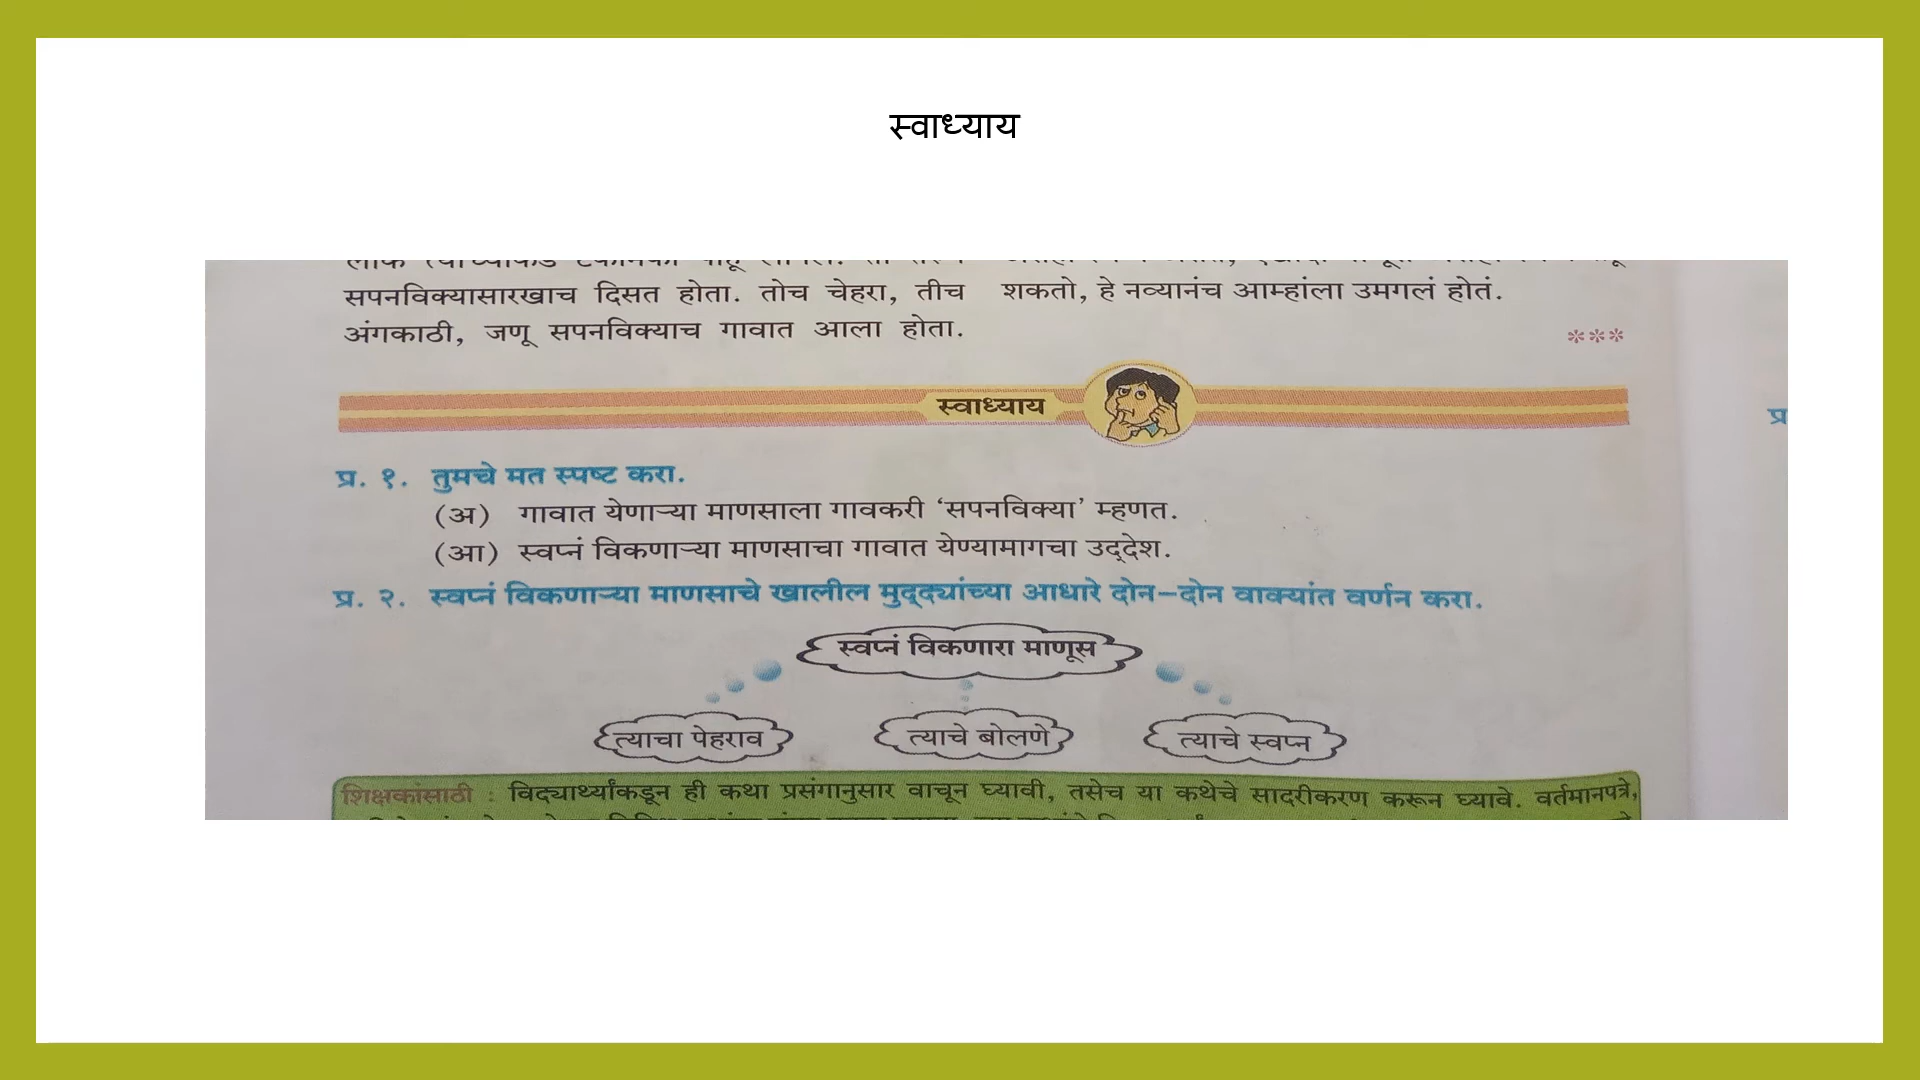 स्वाध्याय
सपनविक्यासारखाच दिसत होता. तोच चेहरा, तीच
अंगकाठी, जणू सपनविक्याच गावात आला होता.
शकतो, हे नव्यानंच आम्हांला उमगलं होतं.
***
स्वाध्याय
प्र. १. तुमचे मत स्पष्ट करा.
(अ) गावात येणाऱ्या माणसाला गावकरी ‘सपनविक्या’ म्हणत.
(आ) स्वप्नं विकणाऱ्या माणसाचा गावात येण्यामागचा उद्देश.
प्र. २. स्वप्नं विकणाऱ्या माणसाचे खालील मुद्द्यांच्या आधारे दोन-दोन वाक्यांत वर्णन करा.
स्वप्नं विकणारा माणूस
त्याचा पेहराव त्याचे बोलणे त्याचे स्वप्न
शिक्षकांसाठी : विद्यार्थ्यांकडून ही कथा प्रसंगानुसार वाचून घ्यावी, तसेच या कथेचे सादरीकरण करून घ्यावे. वर्तमानपत्रे,
प्र